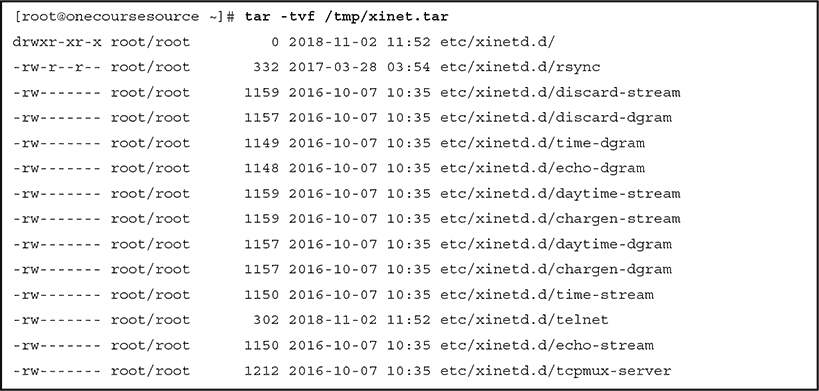 [root@onecoursesource ~]# tar -tvf /tmp/xinet.tar
drwxr-xr-x root/root         0 2018-11-02 11:52 etc/xinetd.d/
-rw-r--r-- root/root       332 2017-03-28 03:54 etc/xinetd.d/rsync
-rw------- root/root      1159 2016-10-07 10:35 etc/xinetd.d/discard-stream
-rw------- root/root      1157 2016-10-07 10:35 etc/xinetd.d/discard-dgram
-rw------- root/root      1149 2016-10-07 10:35 etc/xinetd.d/time-dgram
-rw------- root/root      1148 2016-10-07 10:35 etc/xinetd.d/echo-dgram
-rw------- root/root      1159 2016-10-07 10:35 etc/xinetd.d/daytime-stream
-rw------- root/root      1159 2016-10-07 10:35 etc/xinetd.d/chargen-stream
-rw------- root/root      1157 2016-10-07 10:35 etc/xinetd.d/daytime-dgram
-rw------- root/root      1157 2016-10-07 10:35 etc/xinetd.d/chargen-dgram
-rw------- root/root      1150 2016-10-07 10:35 etc/xinetd.d/time-stream
-rw------- root/root       302 2018-11-02 11:52 etc/xinetd.d/telnet
-rw------- root/root      1150 2016-10-07 10:35 etc/xinetd.d/echo-stream
-rw------- root/root      1212 2016-10-07 10:35 etc/xinetd.d/tcpmux-server